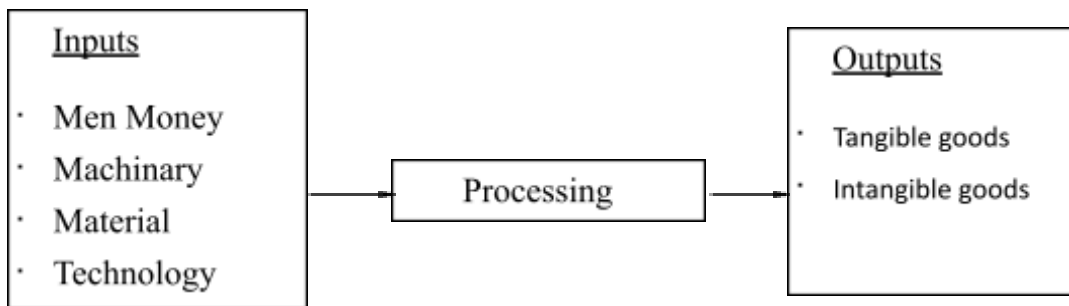 Inputs
· Men Money
· Machinary
· Material
· Technology
Processing
Outputs
· Tangible goods
· Intangible goods